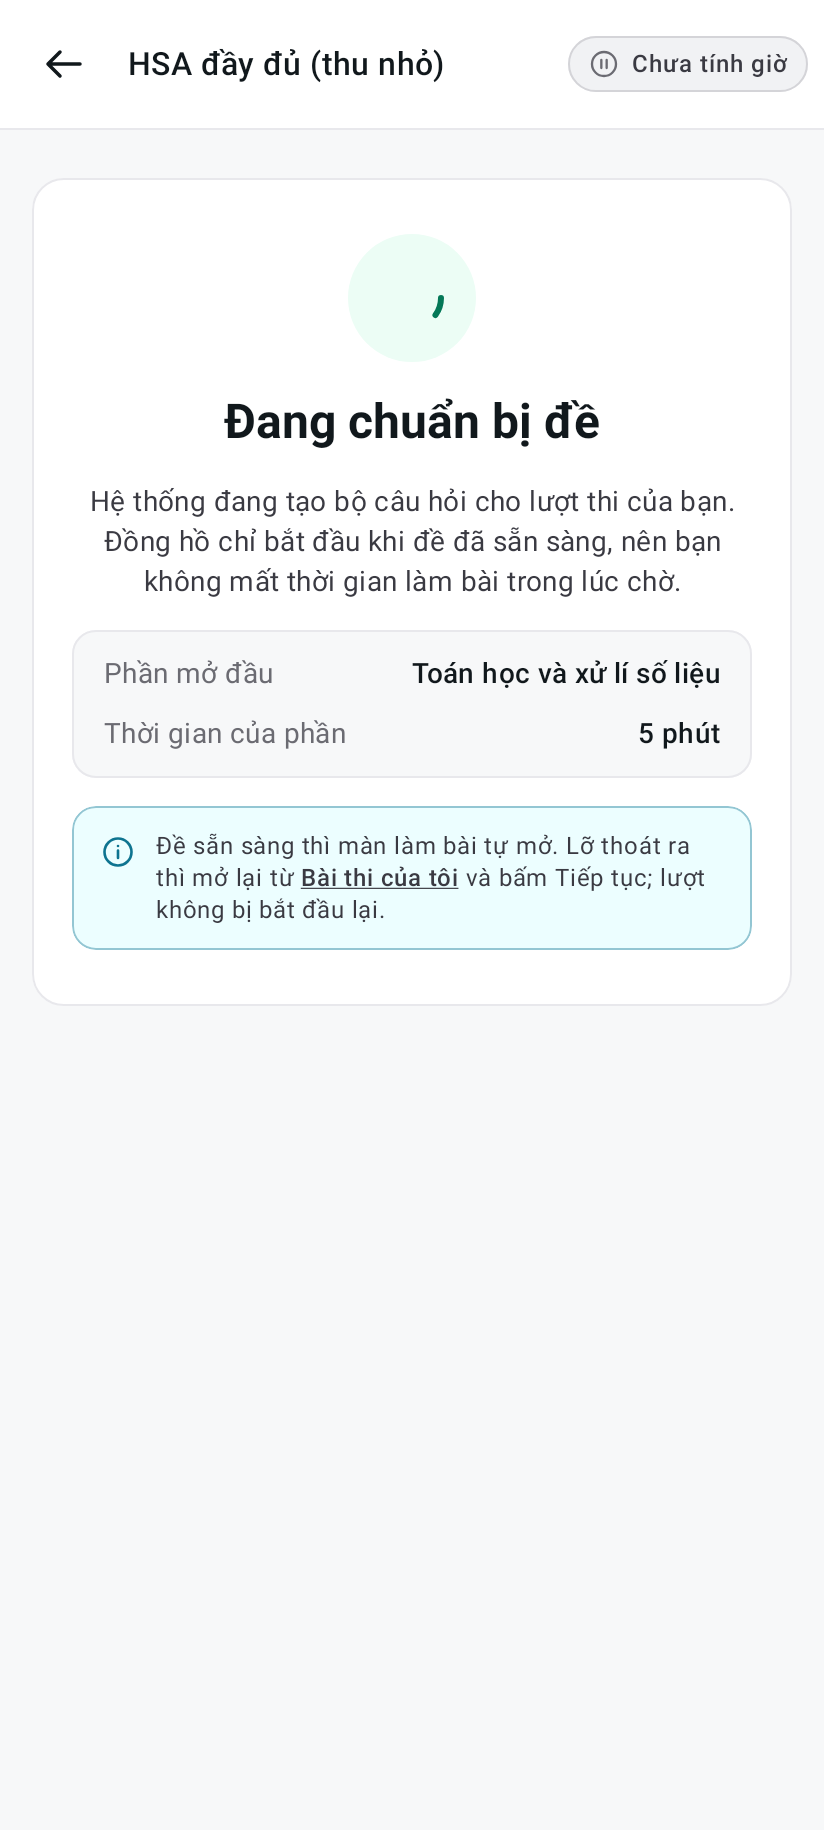 HSA đầy đủ (thu nhỏ)
Chưa tính giờ
Đang chuẩn bị đề
Hệ thống đang tạo bộ câu hỏi cho lượt thi của bạn.
Đồng hồ chỉ bắt đầu khi đề đã sẵn sàng, nên bạn
không mất thời gian làm bài trong lúc chờ.
Phần mở đầu
Toán học và xử lí số liệu
Thời gian của phần
5 phút
Đề sẵn sàng thì màn làm bài tự mở. Lỡ thoát ra
thì mở lại từ Bài thi của tôi và bấm Tiếp tục; lượt
không bị bắt đầu lại.